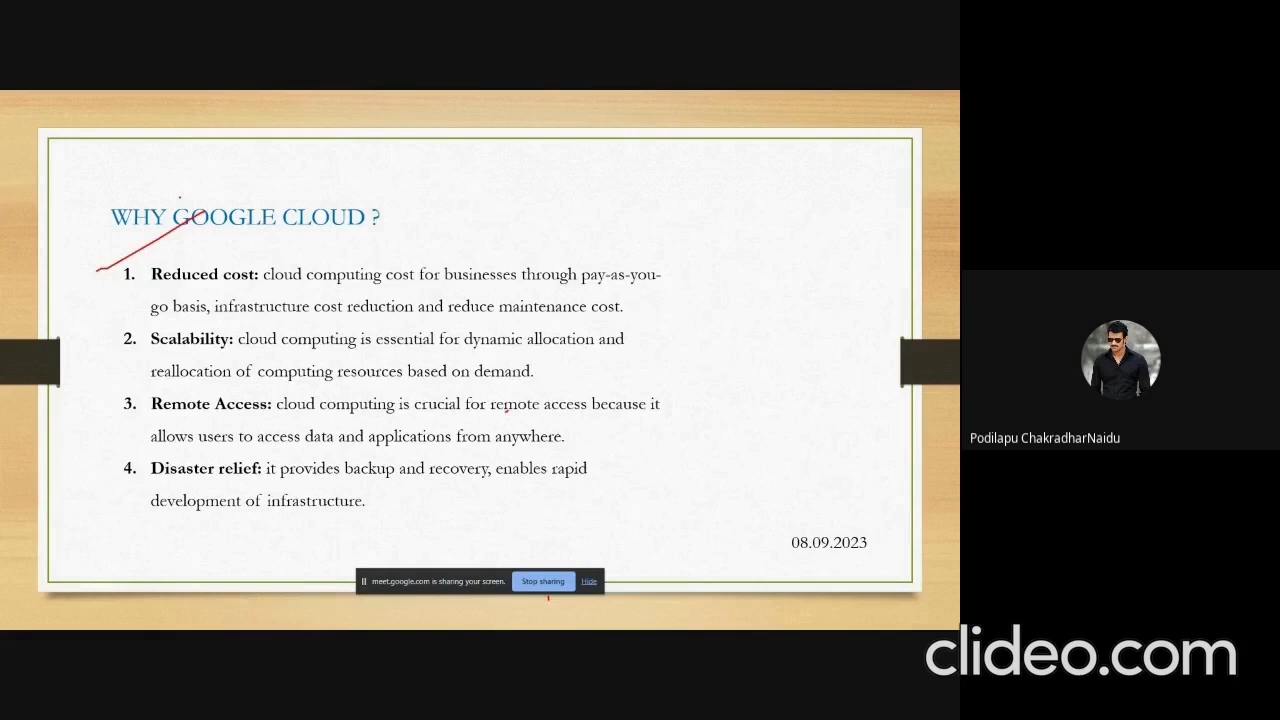 WHY GOOGLE CLOUD ?
1. Reduced cost: cloud computing cost for businesses through pay-as-you-
go basis, infrastructure cost reduction and reduce maintenance cost.
2. Scalability: cloud computing is essential for dynamic allocation and
reallocation of computing resources based on demand.
3. Remote Access: cloud computing is crucial for remote access because it
allows users to access data and applications from anywhere.
4. Disaster relief: it provides backup and recovery, enables rapid
development of infrastructure.
08.09.2023
meet.google.com is sharing your screen. Stop sharing Hide
Podilapu ChakradharNaidu
clideo.com